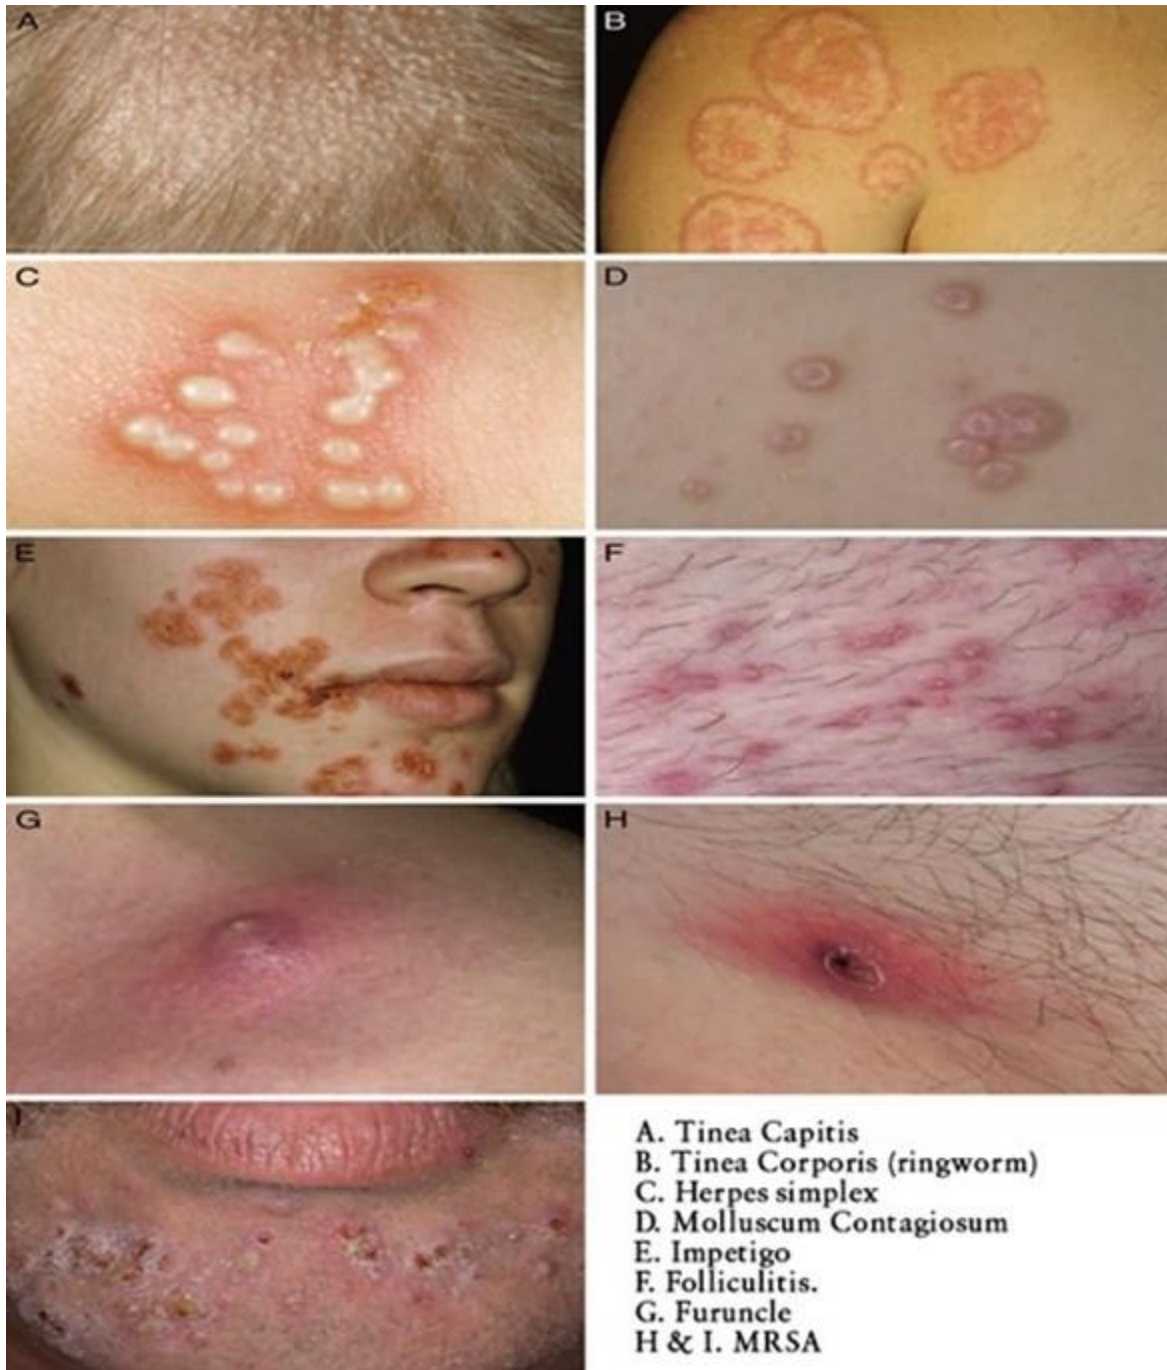 A
B
C
D
E
F
G
H
A. Tinea Capitis
B. Tinea Corporis (ringworm)
C. Herpes simplex
D. Molluscum Contagiosum
E. Impetigo
F. Folliculitis.
G. Furuncle
H & I. MRSA